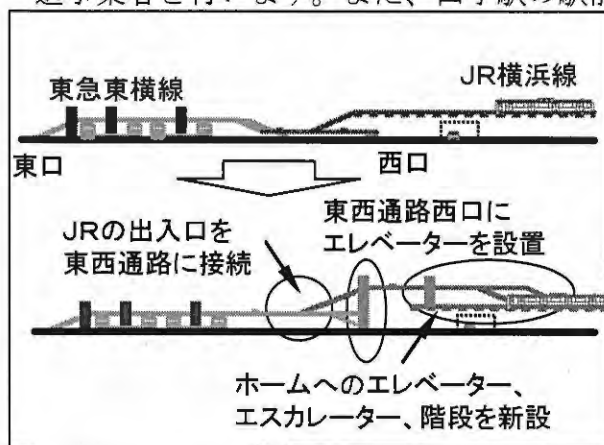 東急東横線
JR横浜線
東口
西口
JRの出入口を
東西通路に接続
東西通路西口に
エレベーターを設置
ホームへのエレベーター、
エスカレーター、階段を新設